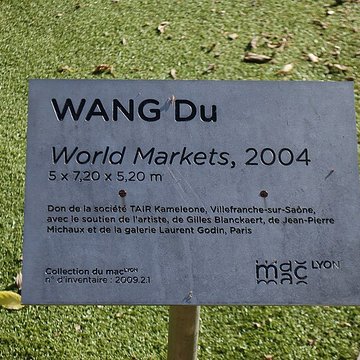 WANG Du
World Markets, 2004
5 x 7,20 x 5,20 m
Don de la société TAIR Kameleone, Villefranche-sur-Saône,
avec le soutien de l'artiste, de Gilles Blanckaert, de Jean-Pierre
Michaux et de la galerie Laurent Godin, Paris
Collection du macLYON
n° d'inventaire : 2009.2.1
mac LYON